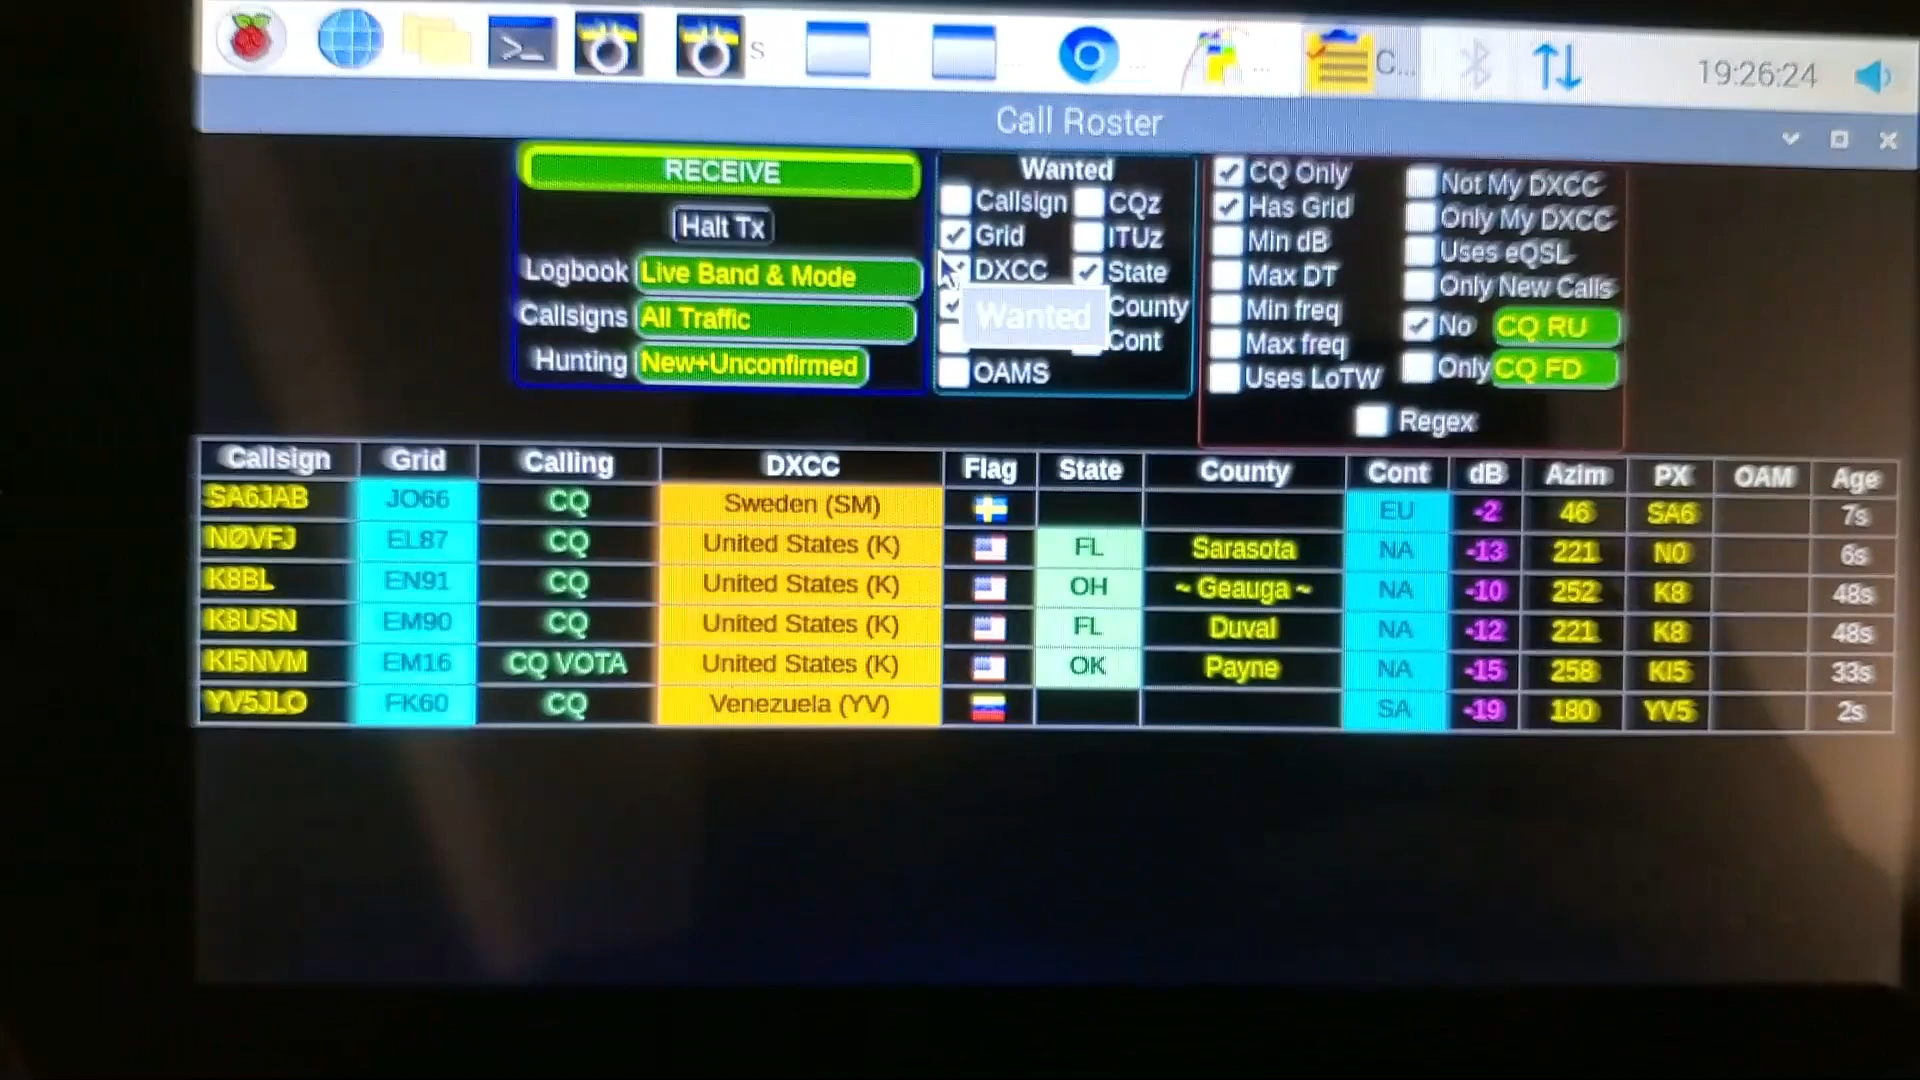 S
C...
19:26:24
Call Roster
RECEIVE
Halt Tx
Logbook Live Band & Mode
Callsigns All Traffic
Hunting New+Unconfirmed
Wanted
Callsign CQz
Grid ITUz
DXCC State
Wanted County
Cont
OAMS
CQ Only Not My DXCC
Has Grid Only My DXCC
Min dB Uses eQSL
Max DT Only New Calls
Min freq No CQ RU
Max freq Only CQ FD
Uses LoTW
Regex
Callsign Grid Calling DXCC Flag State County Cont dB Azim PX OAM Age
SA6JAB JO66 CQ Sweden (SM) EU -2 46 SA6 7s
NØVFJ EL87 CQ United States (K) FL Sarasota NA -13 221 N0 6s
K8BL EN91 CQ United States (K) OH ~ Geauga ~ NA -10 252 K8 48s
K8USN EM90 CQ United States (K) FL Duval NA -12 221 K8 48s
KI5NVM EM16 CQ VOTA United States (K) OK Payne NA -15 258 KI5 33s
YV5JLO FK60 CQ Venezuela (YV) SA -19 180 YV5 2s